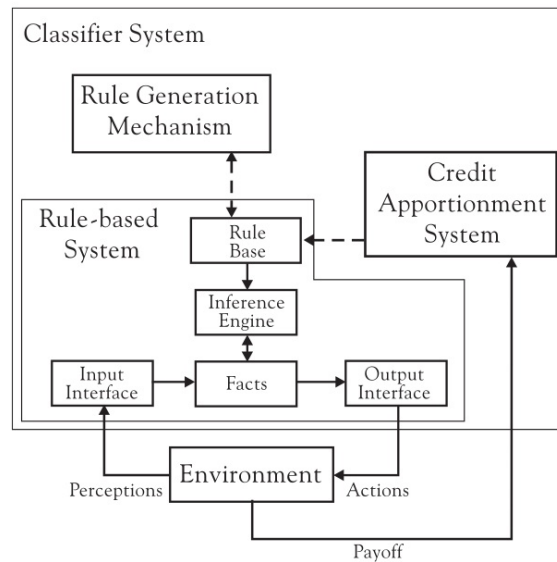 Classifier System
Rule Generation
Mechanism
Credit
Apportionment
System
Rule-based
System
Rule
Base
Inference
Engine
Input
Interface
Facts
Output
Interface
Environment
Perceptions
Actions
Payoff